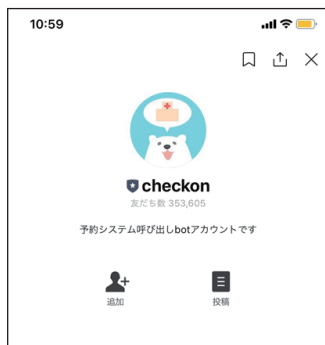 10:59
checkon
友だち数 353,605
予約システム呼び出しbotアカウントです
追加
投稿